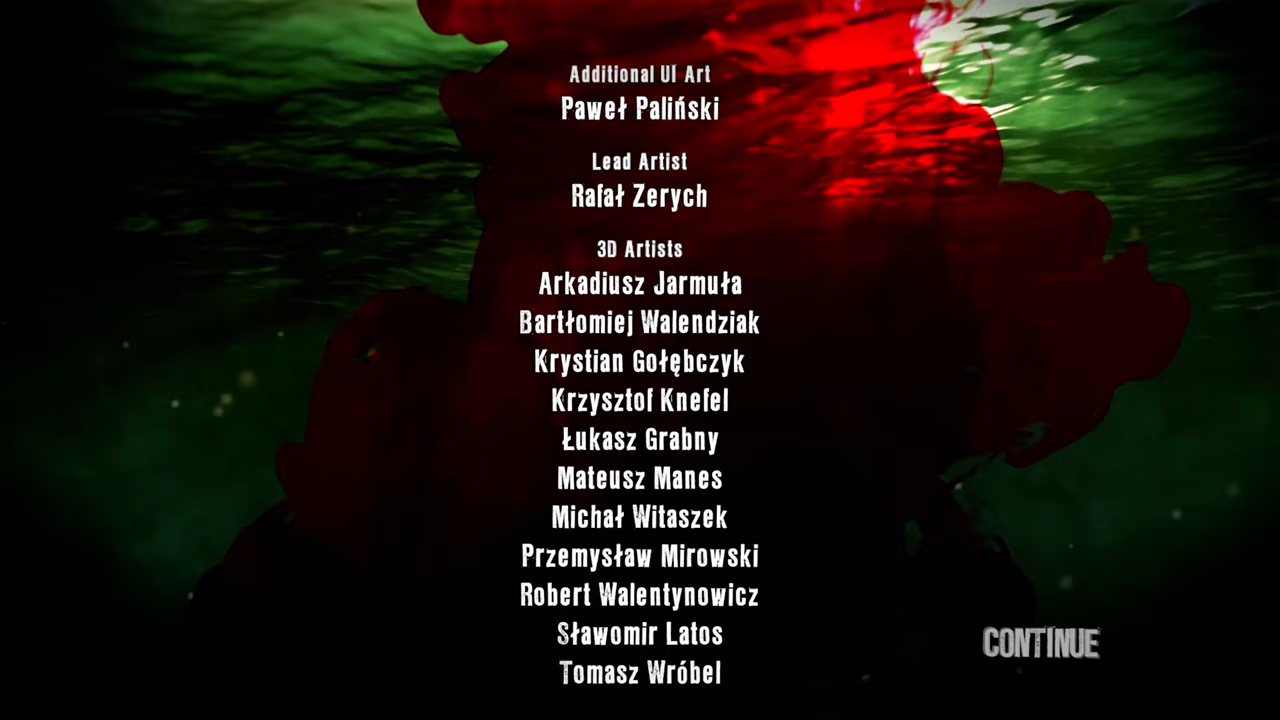 Additional UI Art
Paweł Paliński
Lead Artist
Rafał Zerych
3D Artists
Arkadiusz Jarmuła
Bartłomiej Walendziak
Krystian Gołębczyk
Krzysztof Knefel
Łukasz Grabny
Mateusz Manes
Michał Witaszek
Przemysław Mirowski
Robert Walentynowicz
Sławomir Latos
Tomasz Wróbel
CONTINUE